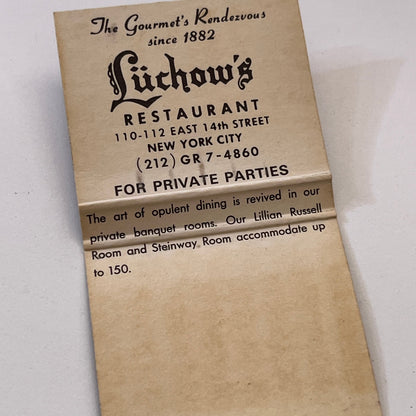 The Gourmet's Rendezvous
since 1882
Lüchow's
RESTAURANT
110-112 EAST 14th STREET
NEW YORK CITY
(212) GR 7-4860
FOR PRIVATE PARTIES
The art of opulent dining is revived in our
private banquet rooms. Our Lillian Russell
Room and Steinway Room accommodate up
to 150.